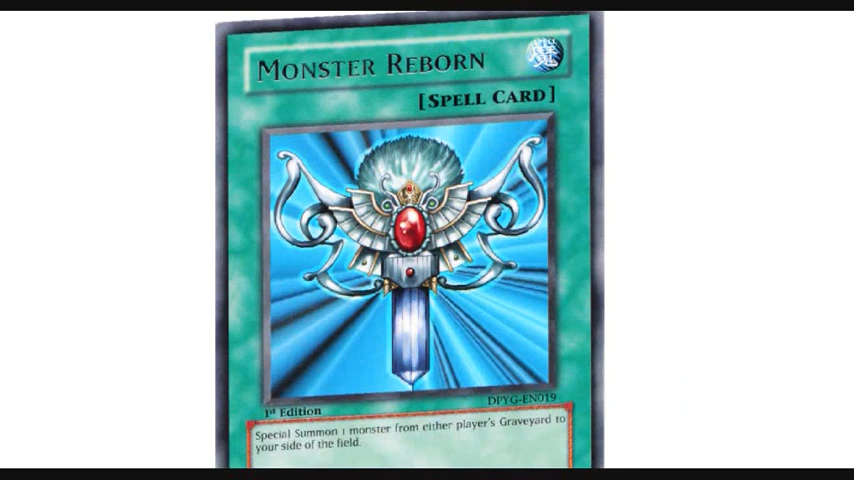 Monster Reborn
[Spell Card]
1st Edition
DPYG-EN019
Special Summon 1 monster from either player's Graveyard to
your side of the field.